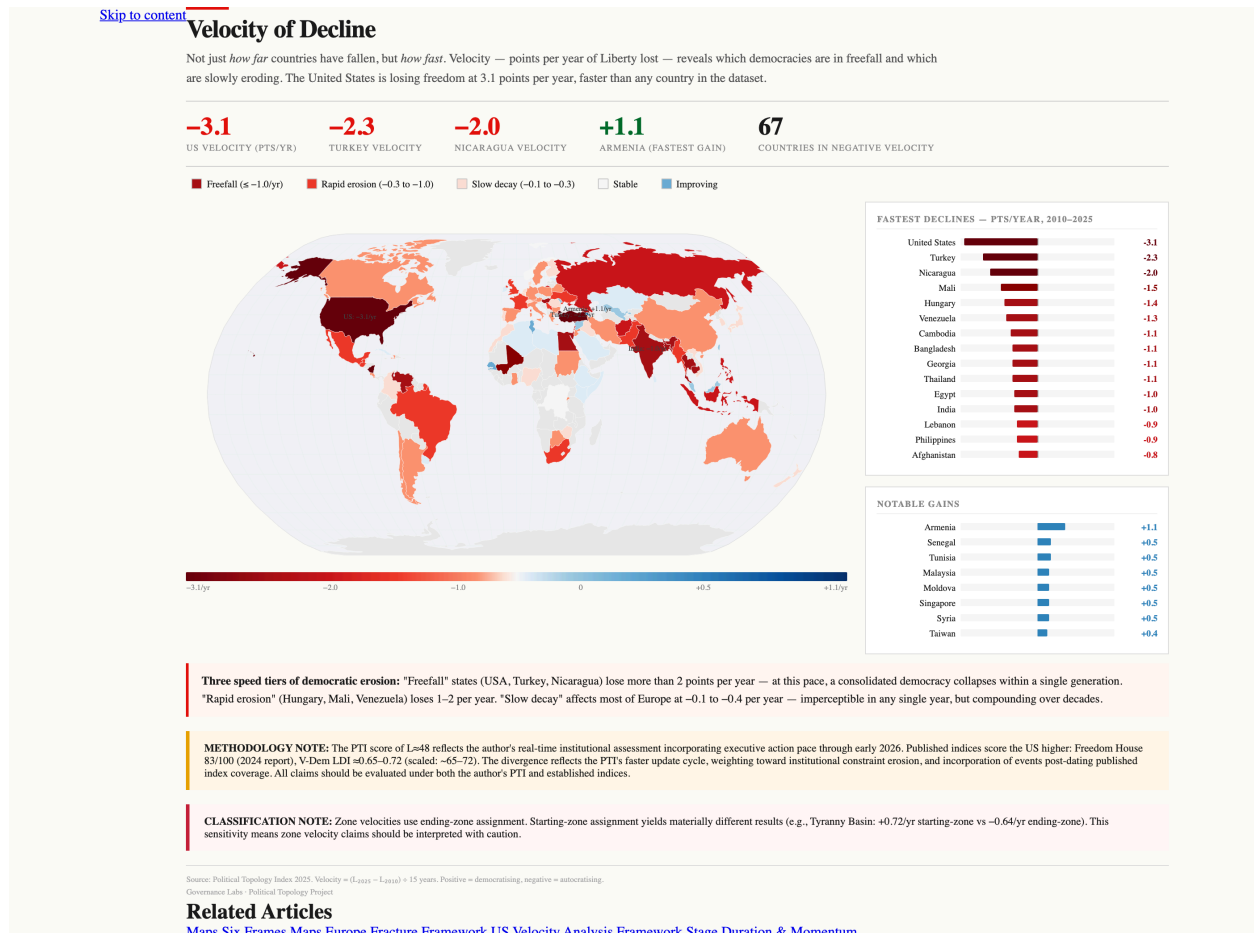 Skip to content
Velocity of Decline
Not just how far countries have fallen, but how fast. Velocity — points per year of Liberty lost — reveals which democracies are in freefall and which
are slowly eroding. The United States is losing freedom at 3.1 points per year, faster than any country in the dataset.
−3.1
US VELOCITY (PTS/YR)
−2.3
TURKEY VELOCITY
−2.0
NICARAGUA VELOCITY
+1.1
ARMENIA (FASTEST GAIN)
67
COUNTRIES IN NEGATIVE VELOCITY
Freefall (≤ −1.0/yr)
Rapid erosion (−0.3 to −1.0)
Slow decay (−0.1 to −0.3)
Stable
Improving
US −3.1/yr
−3.1/yr
−2.0
−1.0
0
+0.5
+1.1/yr
FASTEST DECLINES — PTS/YEAR, 2010–2025
United States -3.1
Turkey -2.3
Nicaragua -2.0
Mali -1.5
Hungary -1.4
Venezuela -1.3
Cambodia -1.1
Bangladesh -1.1
Georgia -1.1
Thailand -1.1
Egypt -1.0
India -1.0
Lebanon -0.9
Philippines -0.9
Afghanistan -0.8
NOTABLE GAINS
Armenia +1.1
Senegal +0.5
Tunisia +0.5
Malaysia +0.5
Moldova +0.5
Singapore +0.5
Syria +0.5
Taiwan +0.4
Three speed tiers of democratic erosion: "Freefall" states (USA, Turkey, Nicaragua) lose more than 2 points per year — at this pace, a consolidated democracy collapses within a single generation.
"Rapid erosion" (Hungary, Mali, Venezuela) loses 1–2 per year. "Slow decay" affects most of Europe at −0.1 to −0.4 per year — imperceptible in any single year, but compounding over decades.
METHODOLOGY NOTE: The PTI score of L≈48 reflects the author's real-time institutional assessment incorporating executive action pace through early 2026. Published indices score the US higher: Freedom House
83/100 (2024 report), V-Dem LDI ≈0.65–0.72 (scaled: ~65–72). The divergence reflects the PTI's faster update cycle, weighting toward institutional constraint erosion, and incorporation of events post-dating published
index coverage. All claims should be evaluated under both the author's PTI and established indices.
CLASSIFICATION NOTE: Zone velocities use ending-zone assignment. Starting-zone assignment yields materially different results (e.g., Tyranny Basin: +0.72/yr starting-zone vs −0.64/yr ending-zone). This
sensitivity means zone velocity claims should be interpreted with caution.
Source: Political Topology Index 2025. Velocity = (L2025 − L2010) ÷ 15 years. Positive = democratising, negative = autocratising.
Governance Labs · Political Topology Project
Related Articles
Maps Six Frames Maps Europe Fracture Framework US Velocity Analysis Framework Stage Duration & Momentum